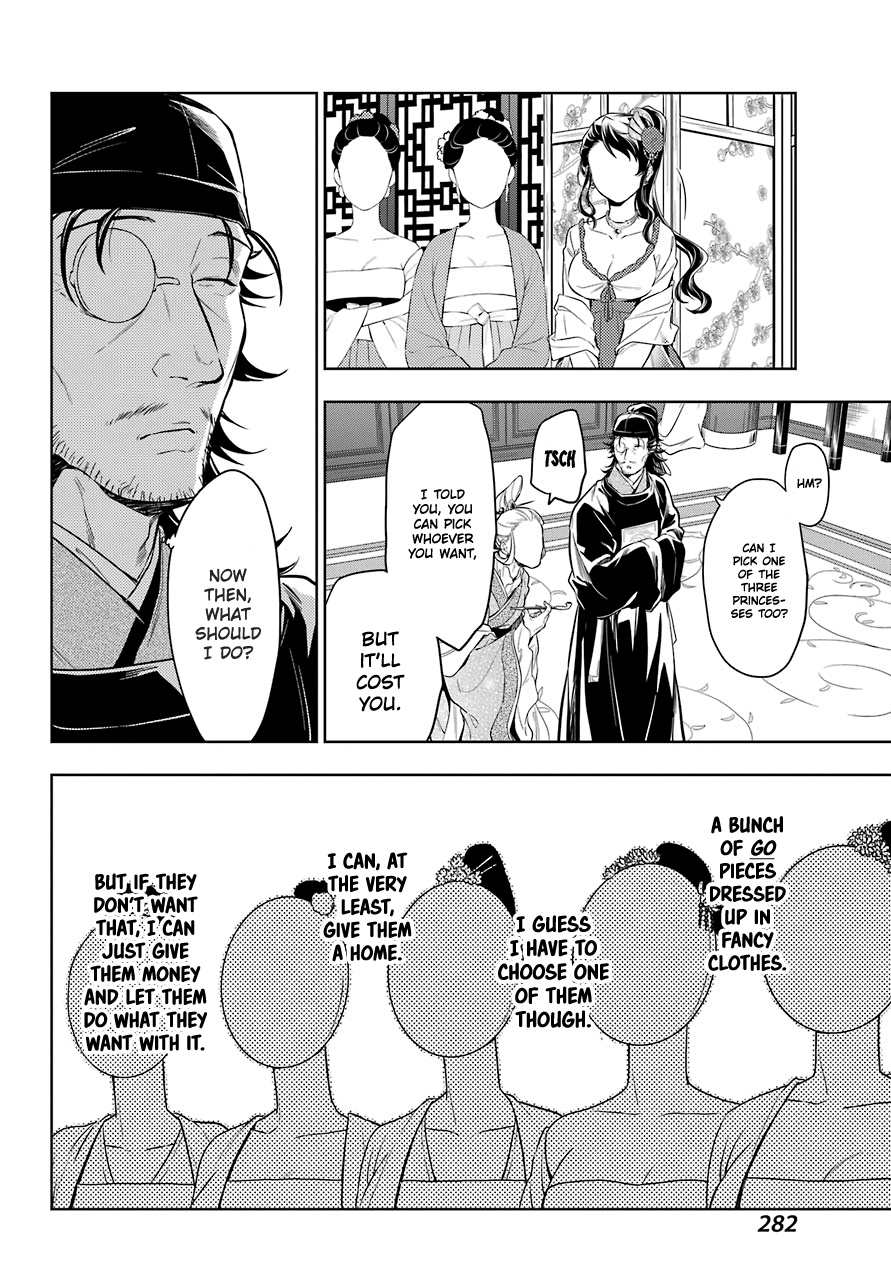 HM?
CAN I
PICK ONE
OF THE
THREE
PRINCES-
SES TOO?
TSCH
I TOLD
YOU, YOU
CAN PICK
WHOEVER
YOU WANT,
BUT
IT'LL
COST
YOU.
NOW
THEN,
WHAT
SHOULD
I DO?
A BUNCH
OF GO
PIECES
DRESSED
UP IN
FANCY
CLOTHES.
I GUESS
I HAVE TO
CHOOSE ONE
OF THEM
THOUGH.
I CAN, AT
THE VERY
LEAST,
GIVE THEM
A HOME.
BUT IF THEY
DON'T WANT
THAT, I CAN
JUST GIVE
THEM MONEY
AND LET THEM
DO WHAT THEY
WANT WITH IT.
282